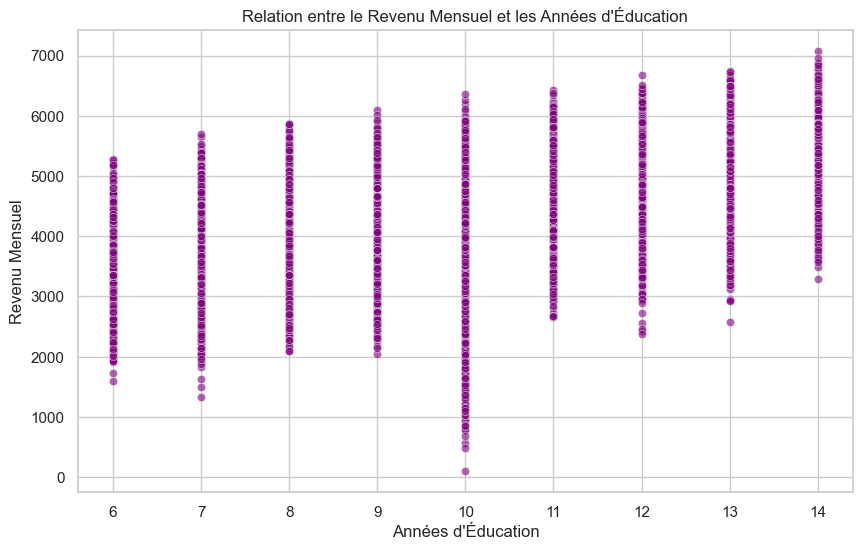 Relation entre le Revenu Mensuel et les Années d'Éducation
7000
6000
5000
4000
3000
2000
1000
0
Revenu Mensuel
6 7 8 9 10 11 12 13 14
Années d'Éducation